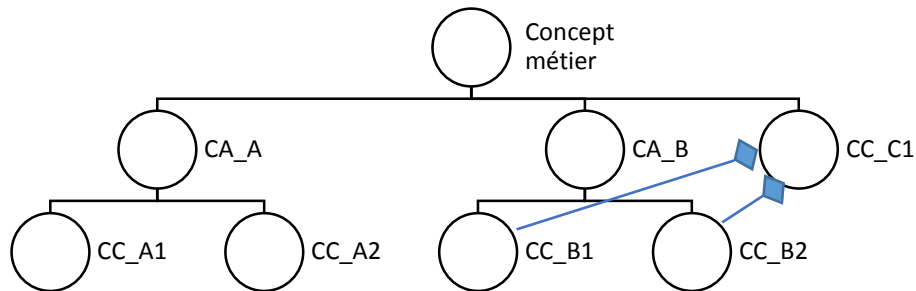 Concept
métier
CA_A
CA_B
CC_C1
CC_A1
CC_A2
CC_B1
CC_B2